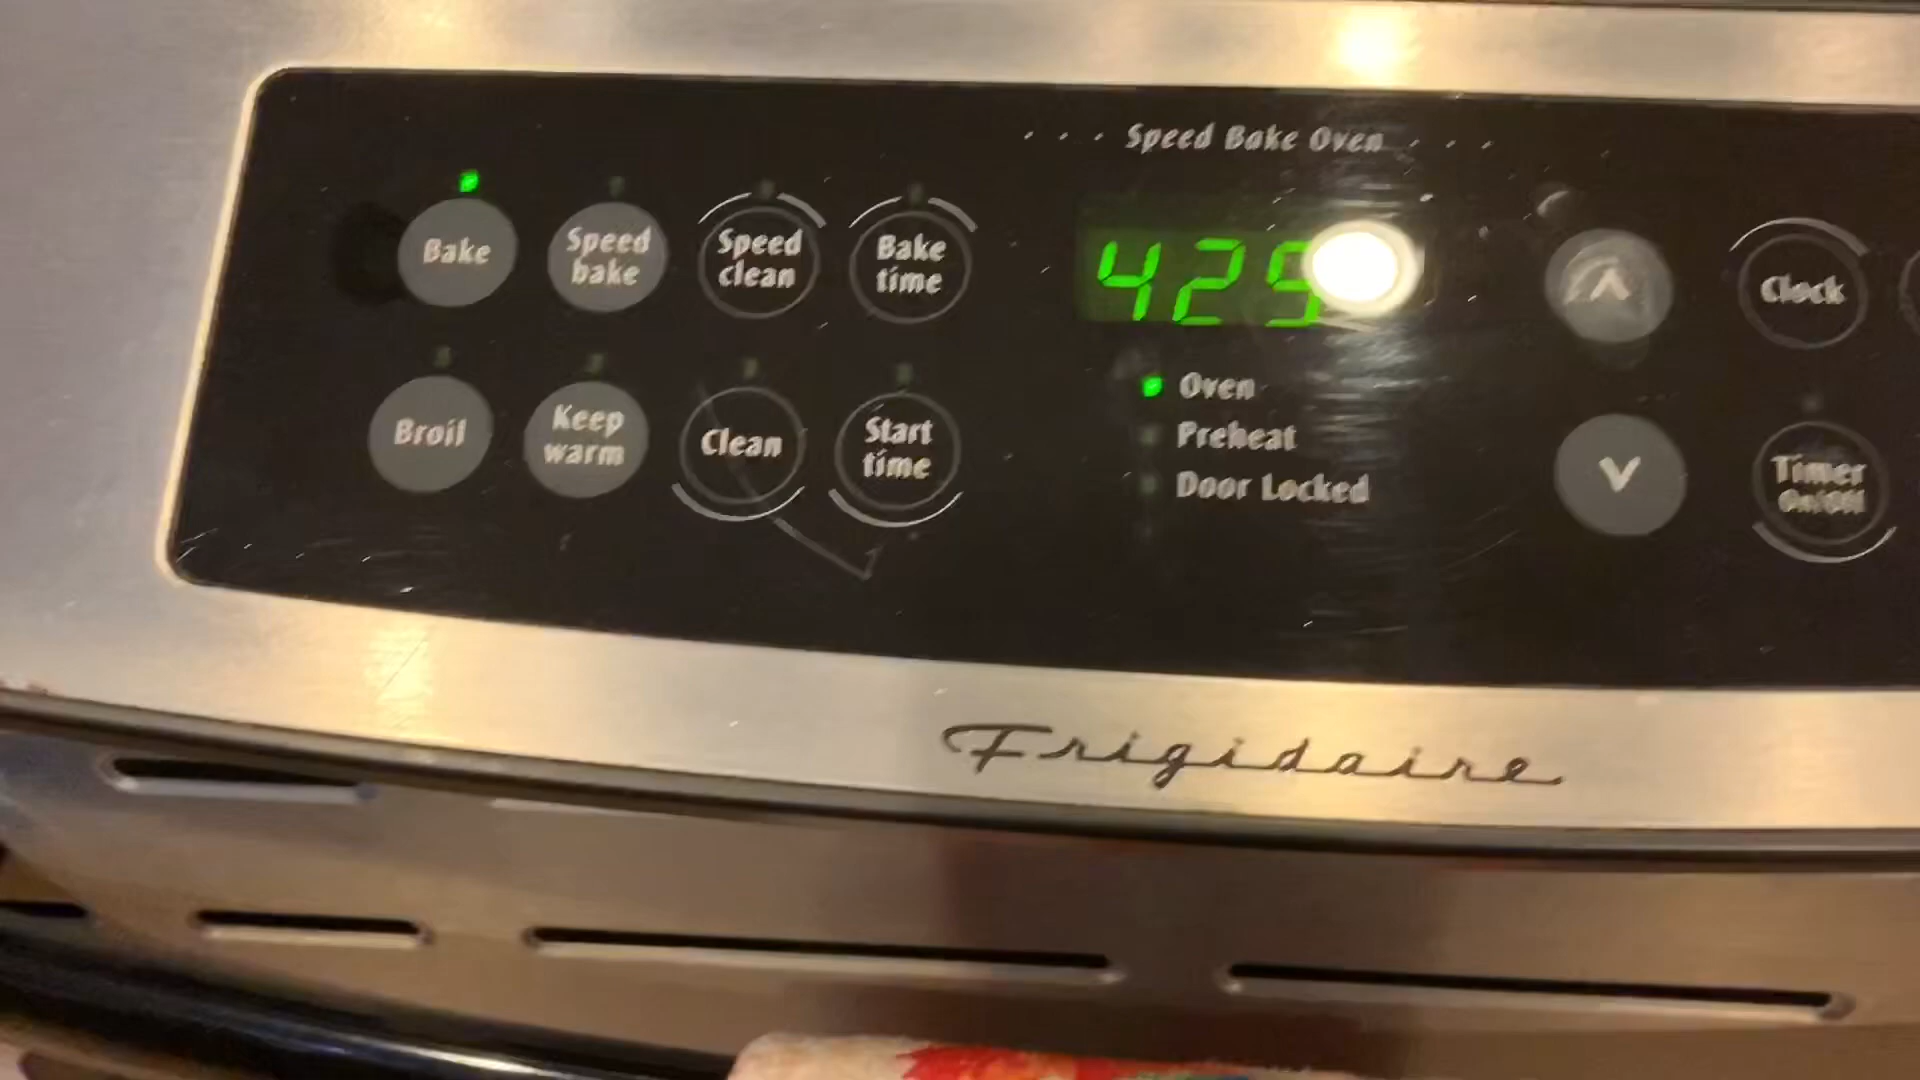 Speed Bake Oven
Bake
Speed
bake
Speed
clean
Bake
time
Clock
Broil
Keep
warm
Clean
Start
time
Oven
Preheat
Door Locked
Timer
On/Off
Frigidaire